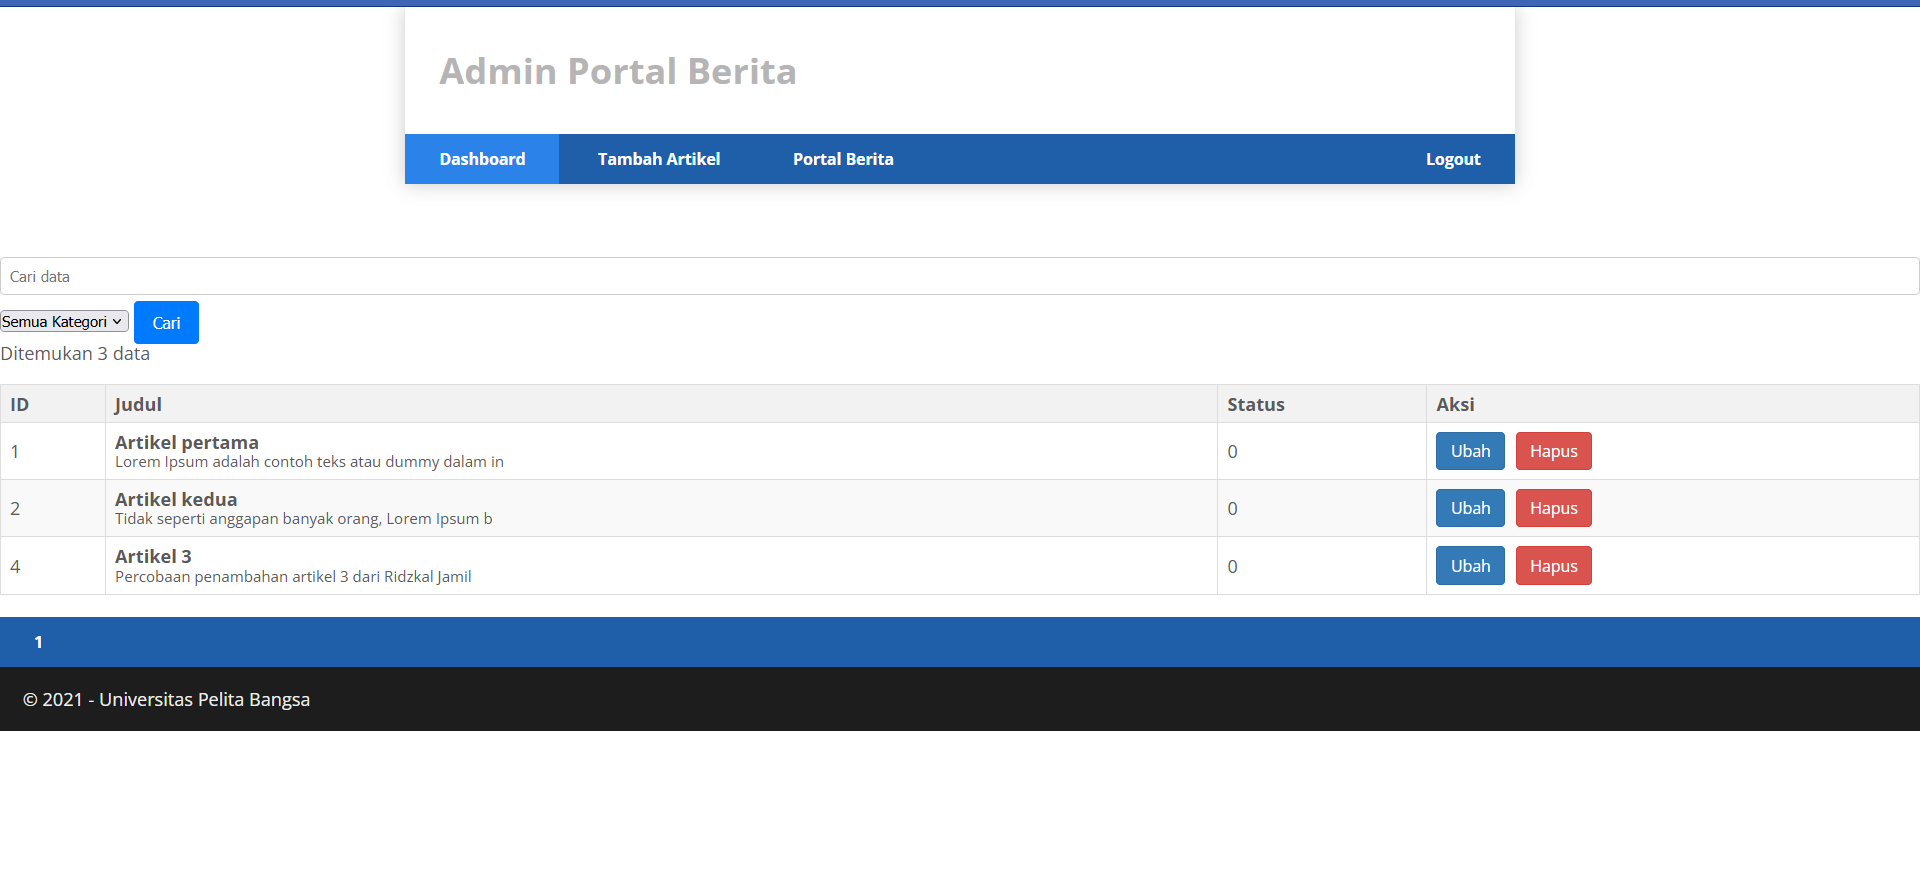 Admin Portal Berita
Dashboard Tambah Artikel Portal Berita Logout
Cari data
Semua Kategori Cari
Ditemukan 3 data
ID Judul Status Aksi
Artikel pertama
1 Lorem Ipsum adalah contoh teks atau dummy dalam in 0 Ubah Hapus
Artikel kedua
2 Tidak seperti anggapan banyak orang, Lorem Ipsum b 0 Ubah Hapus
Artikel 3
4 Percobaan penambahan artikel 3 dari Ridzkal Jamil 0 Ubah Hapus
1
© 2021 - Universitas Pelita Bangsa